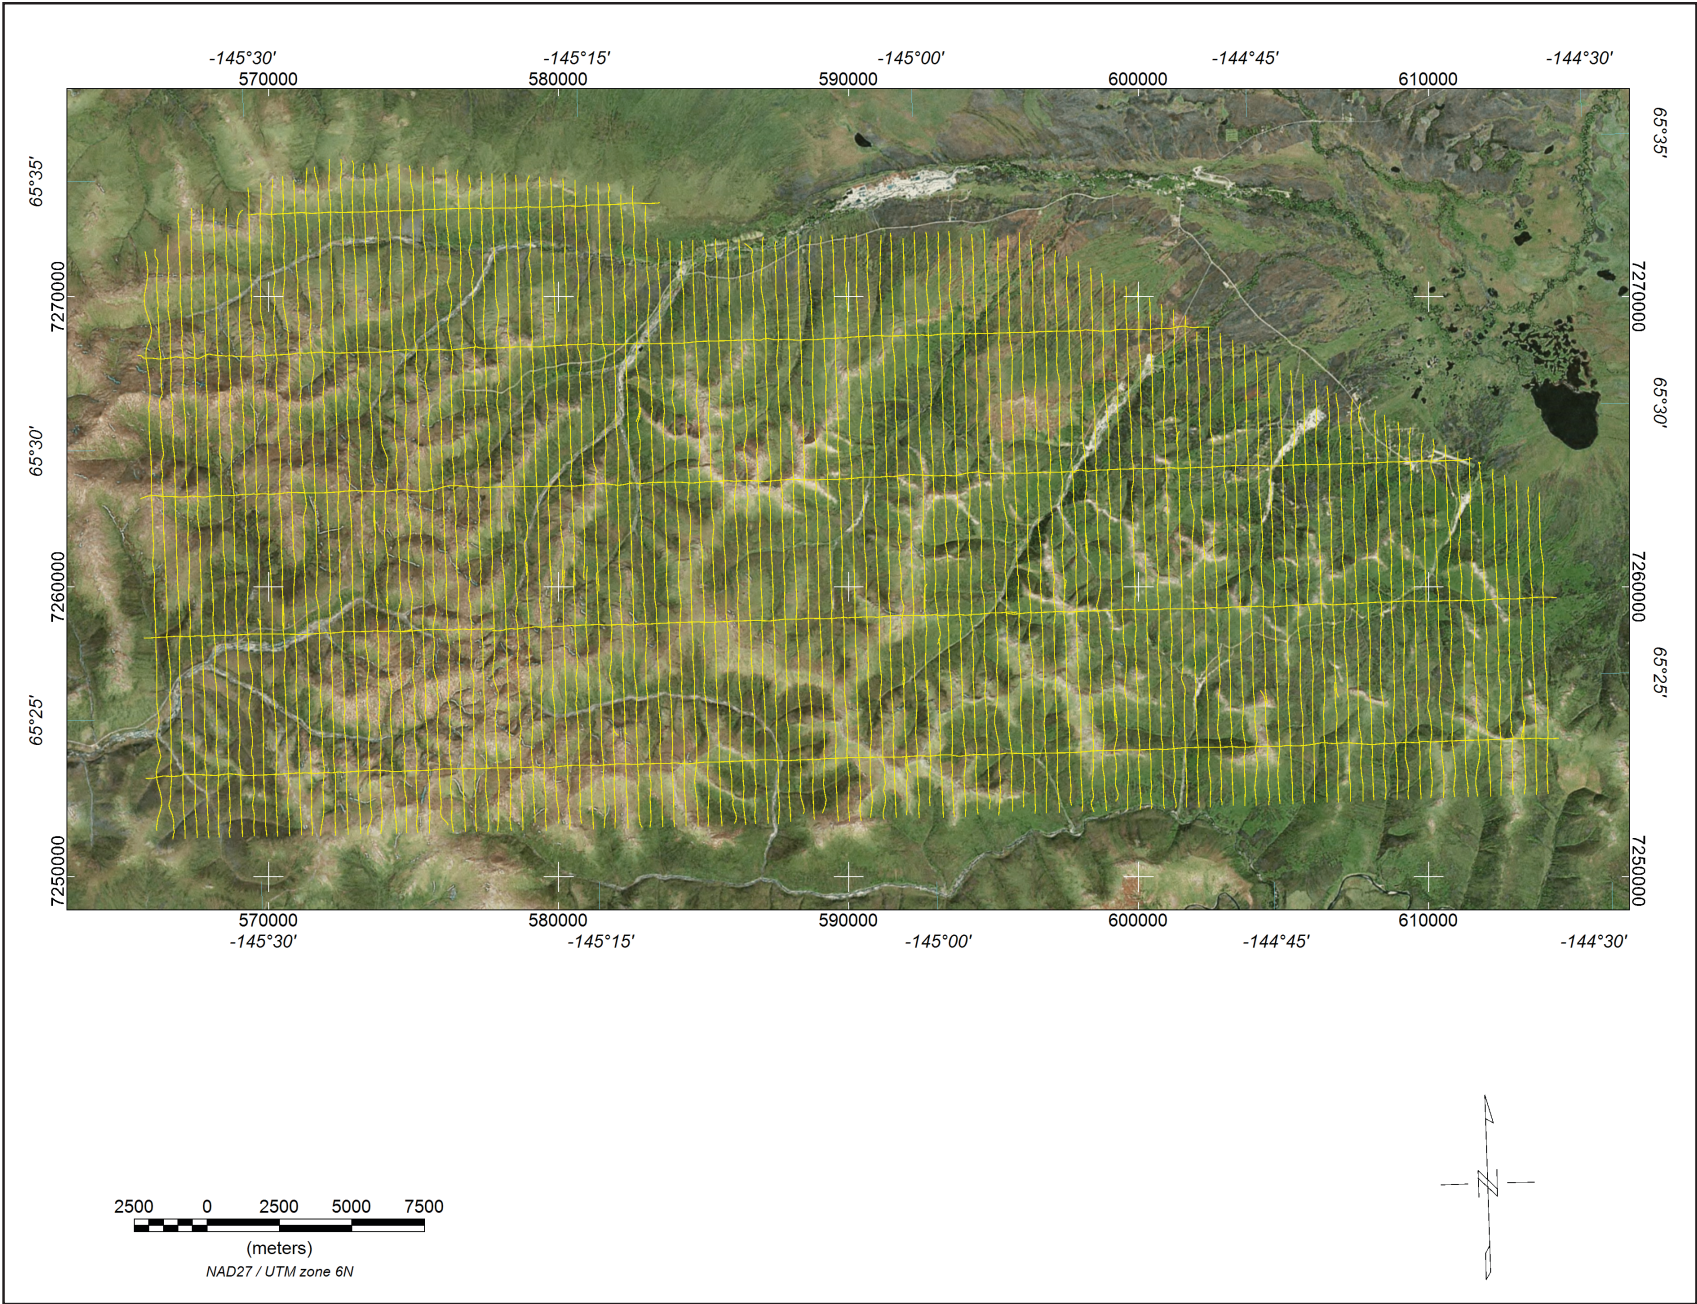 -145°30' -145°15' -145°00' -144°45' -144°30'
570000 580000 590000 600000 610000
65°35' 65°35'
7270000 7270000
65°30' 65°30'
7260000 7260000
65°25' 65°25'
7250000 7250000
570000 580000 590000 600000 610000
-145°30' -145°15' -145°00' -144°45' -144°30'
2500 0 2500 5000 7500
(meters)
NAD27 / UTM zone 6N
N